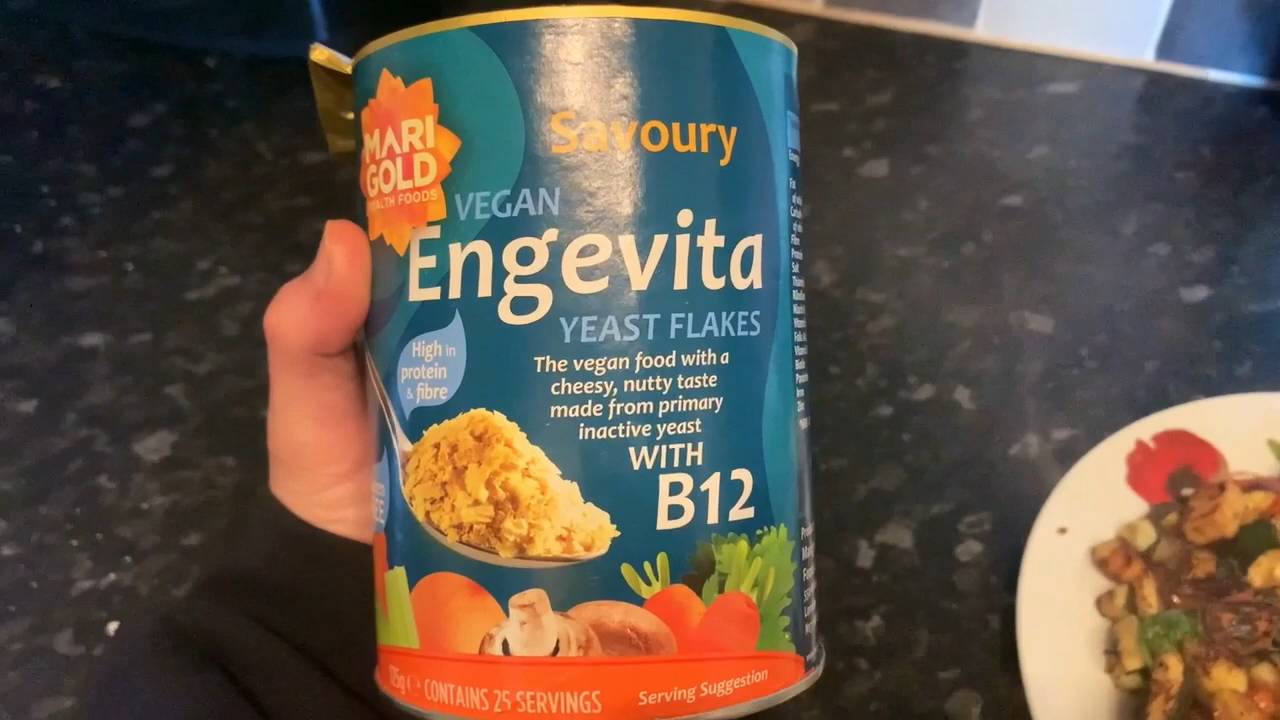 Savoury
MARI
GOLD
HEALTH FOODS
VEGAN
Engevita
YEAST FLAKES
High in
protein
& fibre
The vegan food with a
cheesy, nutty taste
made from primary
inactive yeast
WITH
B12
125g e CONTAINS 25 SERVINGS
Serving Suggestion